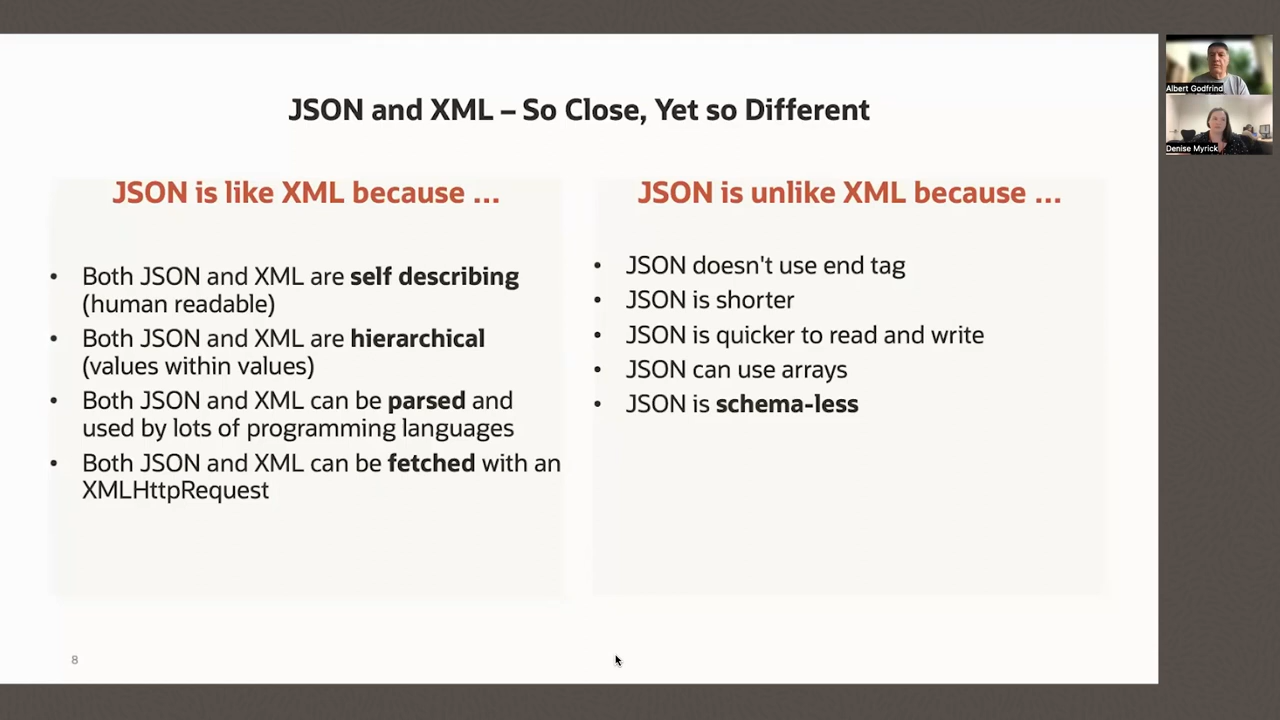 JSON and XML – So Close, Yet so Different
JSON is like XML because ...
• Both JSON and XML are self describing
(human readable)
• Both JSON and XML are hierarchical
(values within values)
• Both JSON and XML can be parsed and
used by lots of programming languages
• Both JSON and XML can be fetched with an
XMLHttpRequest
JSON is unlike XML because ...
• JSON doesn't use end tag
• JSON is shorter
• JSON is quicker to read and write
• JSON can use arrays
• JSON is schema-less
8
Albert Godfrind
Denise Myrick